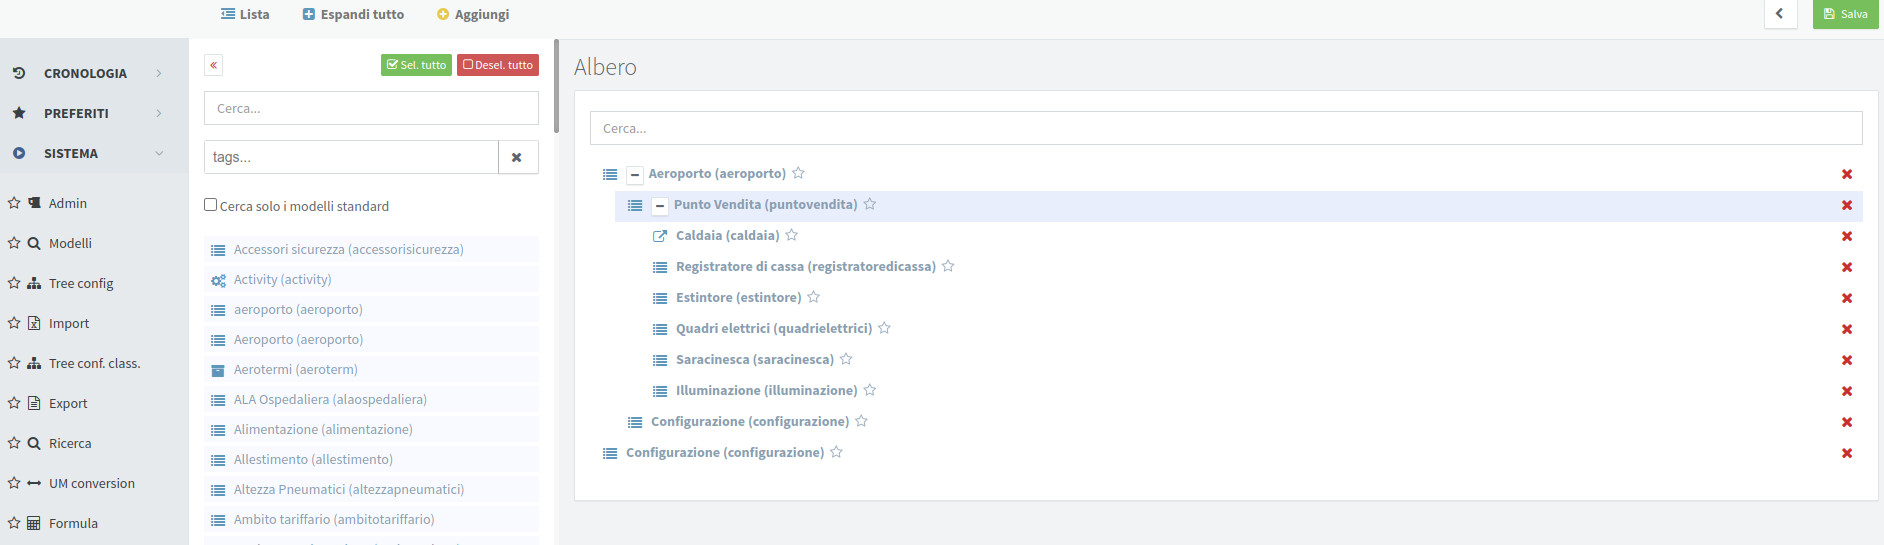 Lista Espandi tutto Aggiungi
Salva
CRONOLOGIA
PREFERITI
SISTEMA
Admin
Modelli
Tree config
Import
Tree conf. class.
Export
Ricerca
UM conversion
Formula
« Sel. tutto Desel. tutto
Cerca...
tags...
Cerca solo i modelli standard
Accessori sicurezza (accessorisicurezza)
Activity (activity)
aeroporto (aeroporto)
Aeroporto (aeroporto)
Aerotermi (aeroterm)
ALA Ospedaliera (alaospedaliera)
Alimentazione (alimentazione)
Allestimento (allestimento)
Altezza Pneumatici (altezzapneumatici)
Ambito tariffario (ambitotariffario)
Albero
Cerca...
Aeroporto (aeroporto)
Punto Vendita (puntovendita)
Caldaia (caldaia)
Registratore di cassa (registratoredicassa)
Estintore (estintore)
Quadri elettrici (quadrielettrici)
Saracinesca (saracinesca)
Illuminazione (illuminazione)
Configurazione (configurazione)
Configurazione (configurazione)